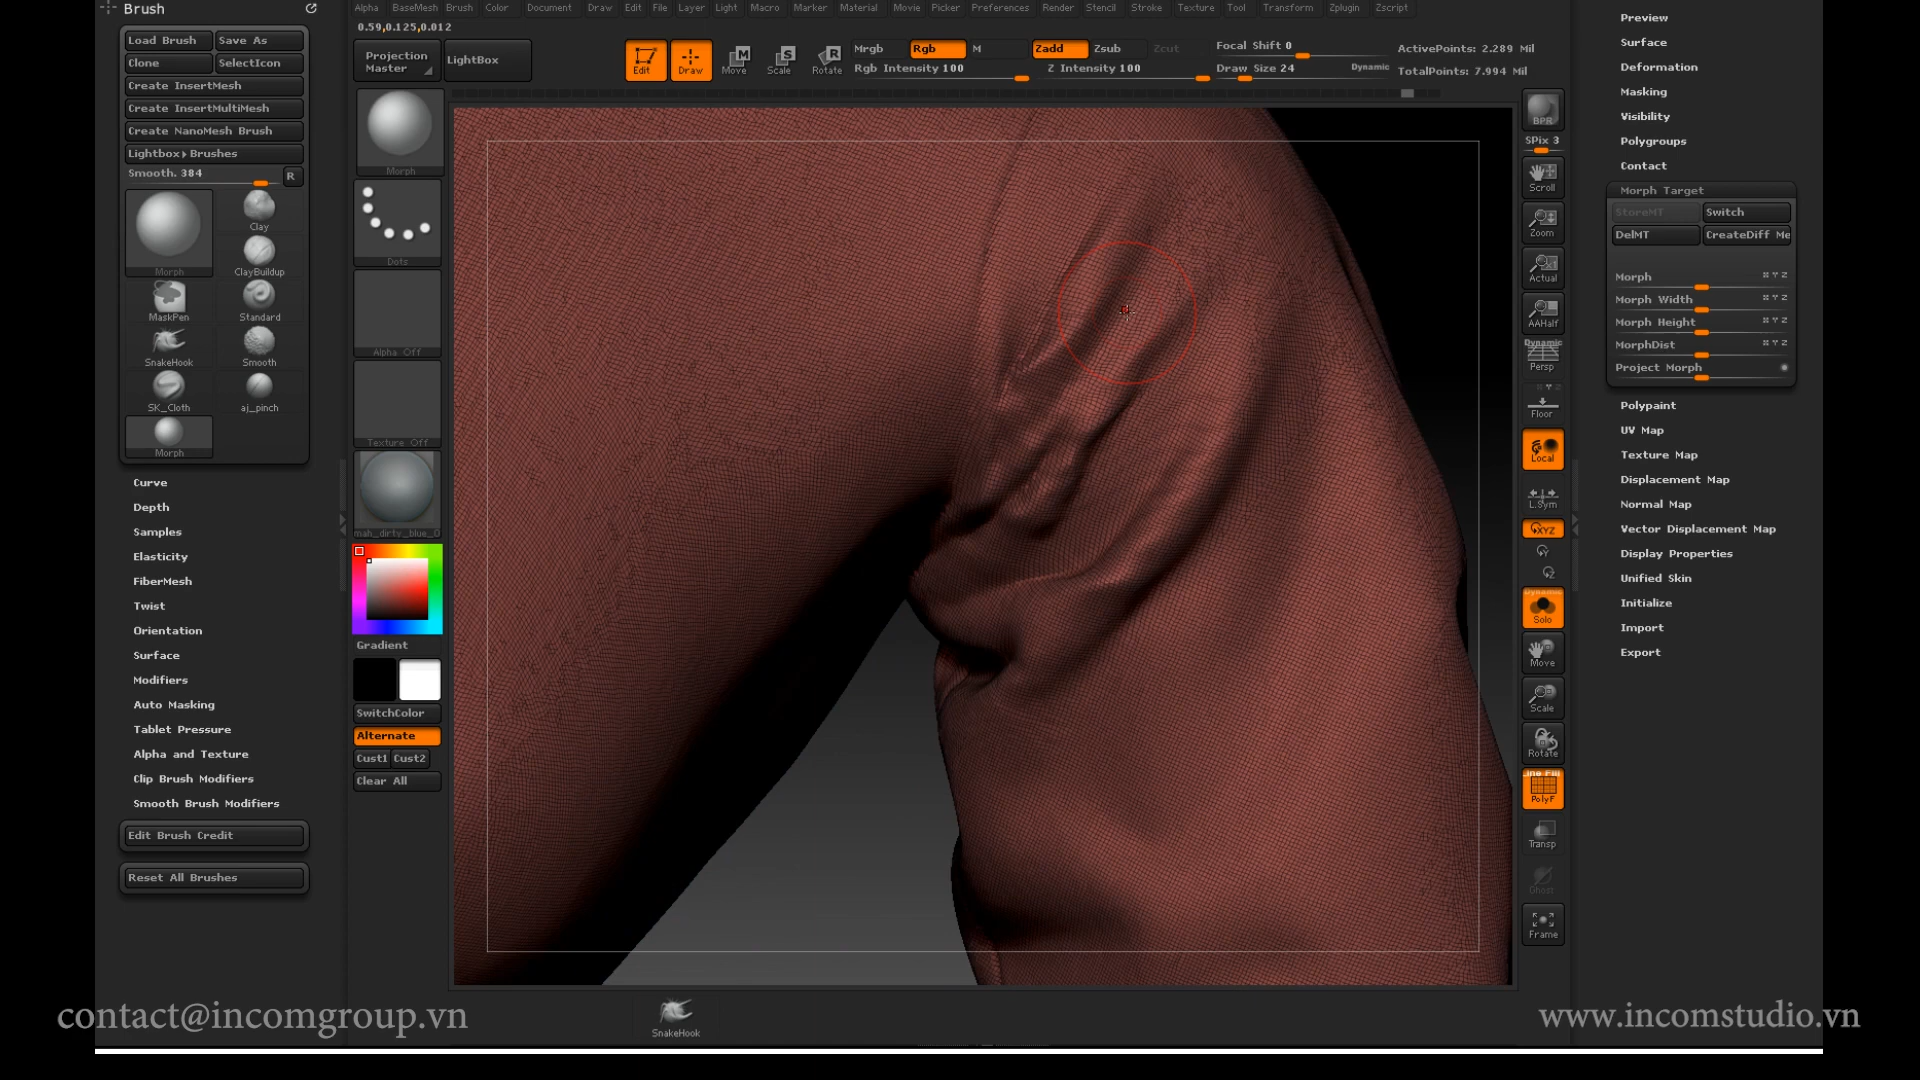 Brush
Load Brush
Save As
Clone
SelectIcon
Create InsertMesh
Create InsertMultiMesh
Create NanoMesh Brush
Lightbox▸Brushes
Smooth. 384
R
Morph
Clay
ClayBuildup
MaskPen
Standard
SnakeHook
Smooth
SK_Cloth
aj_pinch
Morph
Curve
Depth
Samples
Elasticity
FiberMesh
Twist
Orientation
Surface
Modifiers
Auto Masking
Tablet Pressure
Alpha and Texture
Clip Brush Modifiers
Smooth Brush Modifiers
Edit Brush Credit
Reset All Brushes
Alpha BaseMesh Brush Color Document Draw Edit File Layer Light Macro Marker Material Movie Picker Preferences Render Stencil Stroke Texture Tool Transform Zplugin Zscript
0.59,0.125,0.012
Projection
Master
LightBox
Edit
Draw
Move
Scale
Rotate
Mrgb
Rgb
M
Rgb Intensity 100
Zadd
Zsub
Zcut
Z Intensity 100
Focal Shift 0
Draw Size 24
Dynamic
ActivePoints: 2.289 Mil
TotalPoints: 7.994 Mil
Morph
Dots
Alpha Off
Texture Off
mah_dirty_blue_0
Gradient
SwitchColor
Alternate
Cust1 Cust2
Clear All
BPR
SPix 3
Scroll
Zoom
Actual
AAHalf
Dynamic
Persp
Floor
Local
L.Sym
XYZ
Dynamic
Solo
Move
Scale
Rotate
Line Fill
PolyF
Transp
Ghost
Frame
Preview
Surface
Deformation
Masking
Visibility
Polygroups
Contact
Morph Target
StoreMT
Switch
DelMT
CreateDiff Me
Morph X Y Z
Morph Width X Y Z
Morph Height X Y Z
MorphDist X Y Z
Project Morph
Polypaint
UV Map
Texture Map
Displacement Map
Normal Map
Vector Displacement Map
Display Properties
Unified Skin
Initialize
Import
Export
SnakeHook
contact@incomgroup.vn
www.incomstudio.vn